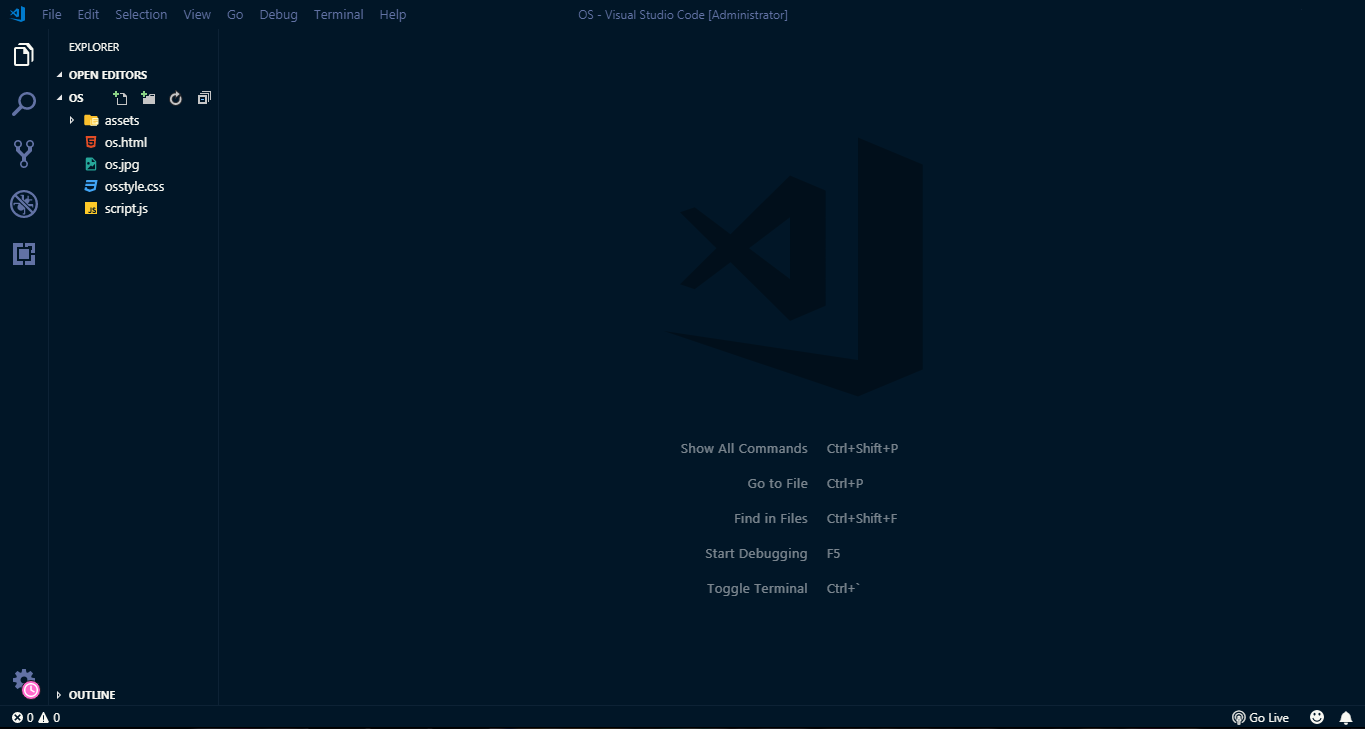 File Edit Selection View Go Debug Terminal Help OS - Visual Studio Code [Administrator]
EXPLORER
OPEN EDITORS
OS
assets
os.html
os.jpg
osstyle.css
JS script.js
Show All Commands Ctrl+Shift+P
Go to File Ctrl+P
Find in Files Ctrl+Shift+F
Start Debugging F5
Toggle Terminal Ctrl+`
OUTLINE
0 0 Go Live